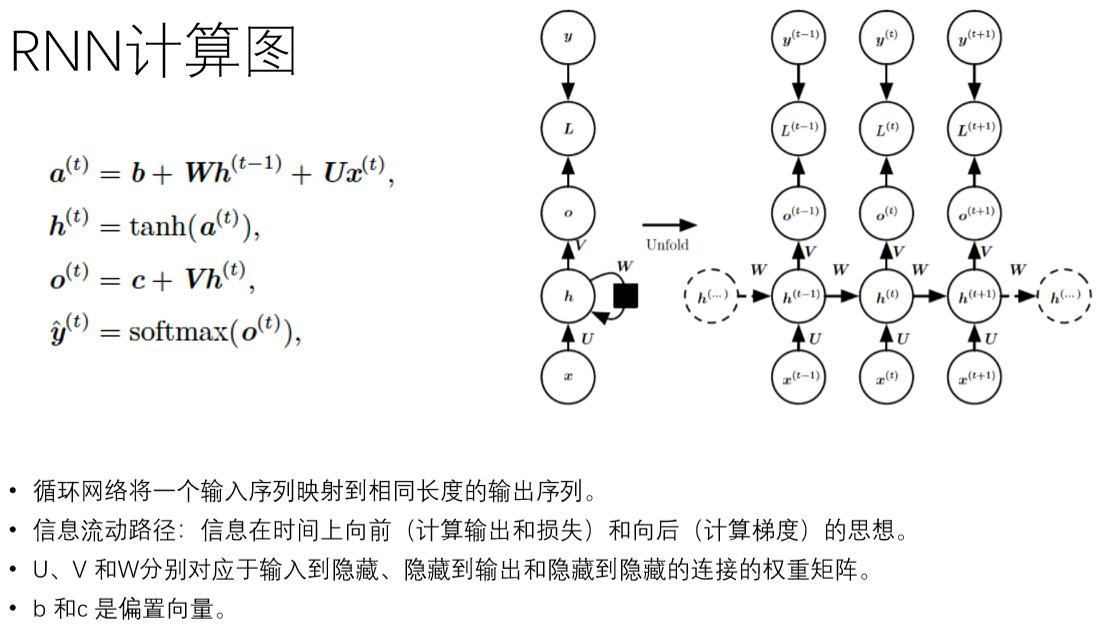 RNN计算图
a^(t) = b + Wh^(t−1) + Ux^(t),
h^(t) = tanh(a^(t)),
o^(t) = c + Vh^(t),
ŷ^(t) = softmax(o^(t)),
y y^(t−1) y^(t) y^(t+1)
L L^(t−1) L^(t) L^(t+1)
o o^(t−1) o^(t) o^(t+1)
Unfold
V V V V
W W W W W
h h^(...) h^(t−1) h^(t) h^(t+1) h^(...)
U U U U
x x^(t−1) x^(t) x^(t+1)
• 循环网络将一个输入序列映射到相同长度的输出序列。
• 信息流动路径：信息在时间上向前（计算输出和损失）和向后（计算梯度）的思想。
• U、V 和W分别对应于输入到隐藏、隐藏到输出和隐藏到隐藏的连接的权重矩阵。
• b 和c 是偏置向量。